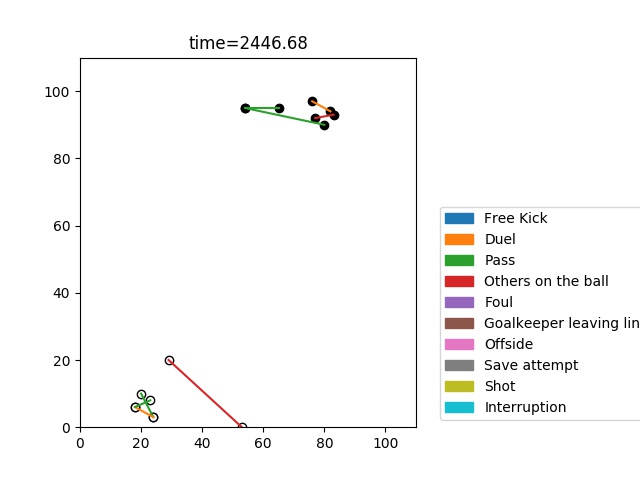 time=2446.68
100
80
60
40
20
0
0 20 40 60 80 100
Free Kick
Duel
Pass
Others on the ball
Foul
Goalkeeper leaving lin
Offside
Save attempt
Shot
Interruption